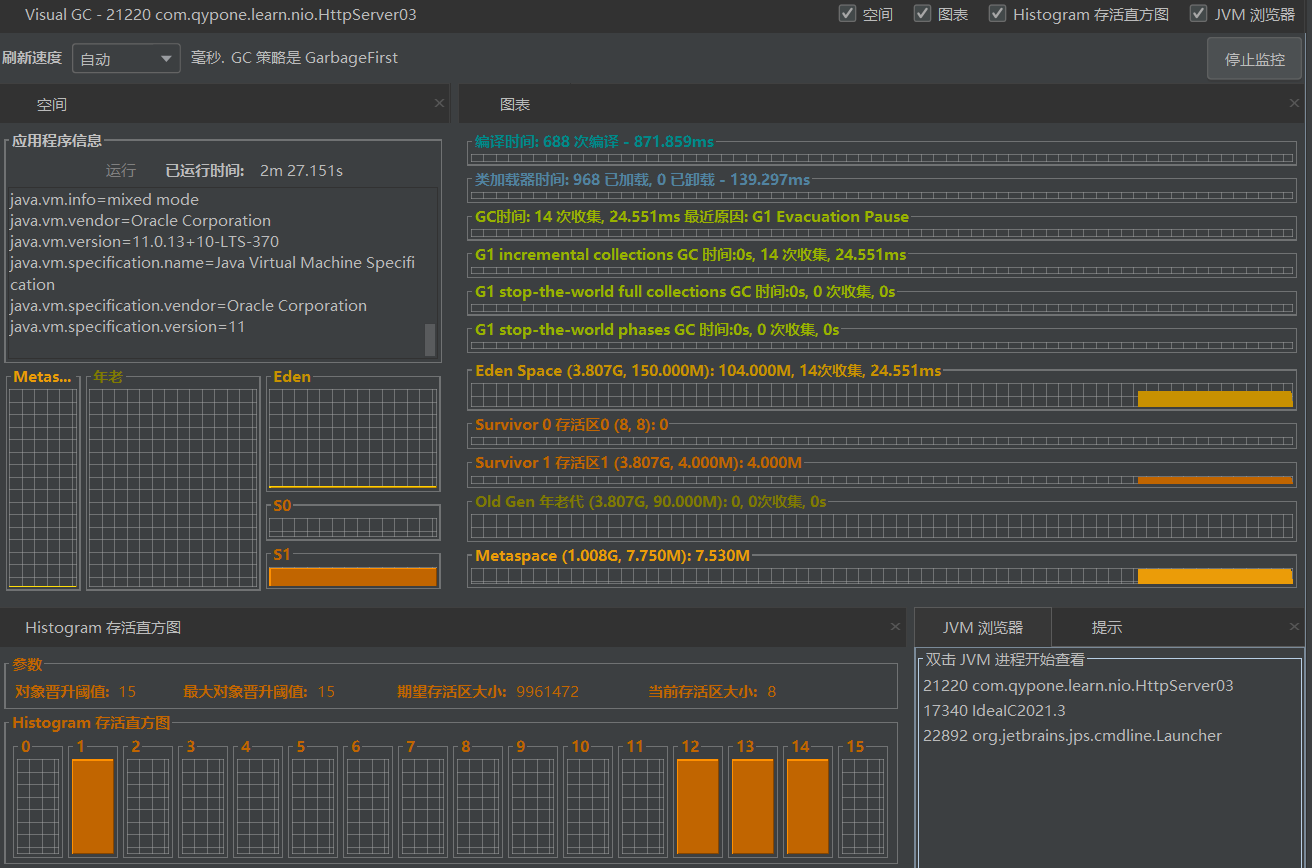 Visual GC - 21220 com.qypone.learn.nio.HttpServer03
空间 图表 Histogram 存活直方图 JVM 浏览器
刷新速度 自动 毫秒. GC 策略是 GarbageFirst 停止监控
空间
应用程序信息
运行 已运行时间: 2m 27.151s
java.vm.info=mixed mode
java.vm.vendor=Oracle Corporation
java.vm.version=11.0.13+10-LTS-370
java.vm.specification.name=Java Virtual Machine Specifi
cation
java.vm.specification.vendor=Oracle Corporation
java.vm.specification.version=11
Metas... 年老 Eden
S0
S1
图表
编译时间: 688 次编译 - 871.859ms
类加载器时间: 968 已加载, 0 已卸载 - 139.297ms
GC时间: 14 次收集, 24.551ms 最近原因: G1 Evacuation Pause
G1 incremental collections GC 时间:0s, 14 次收集, 24.551ms
G1 stop-the-world full collections GC 时间:0s, 0 次收集, 0s
G1 stop-the-world phases GC 时间:0s, 0 次收集, 0s
Eden Space (3.807G, 150.000M): 104.000M, 14次收集, 24.551ms
Survivor 0 存活区0 (8, 8): 0
Survivor 1 存活区1 (3.807G, 4.000M): 4.000M
Old Gen 年老代 (3.807G, 90.000M): 0, 0次收集, 0s
Metaspace (1.008G, 7.750M): 7.530M
Histogram 存活直方图
参数
对象晋升阈值: 15 最大对象晋升阈值: 15 期望存活区大小: 9961472 当前存活区大小: 8
Histogram 存活直方图
0 1 2 3 4 5 6 7 8 9 10 11 12 13 14 15
JVM 浏览器 提示
双击 JVM 进程开始查看
21220 com.qypone.learn.nio.HttpServer03
17340 IdeaIC2021.3
22892 org.jetbrains.jps.cmdline.Launcher